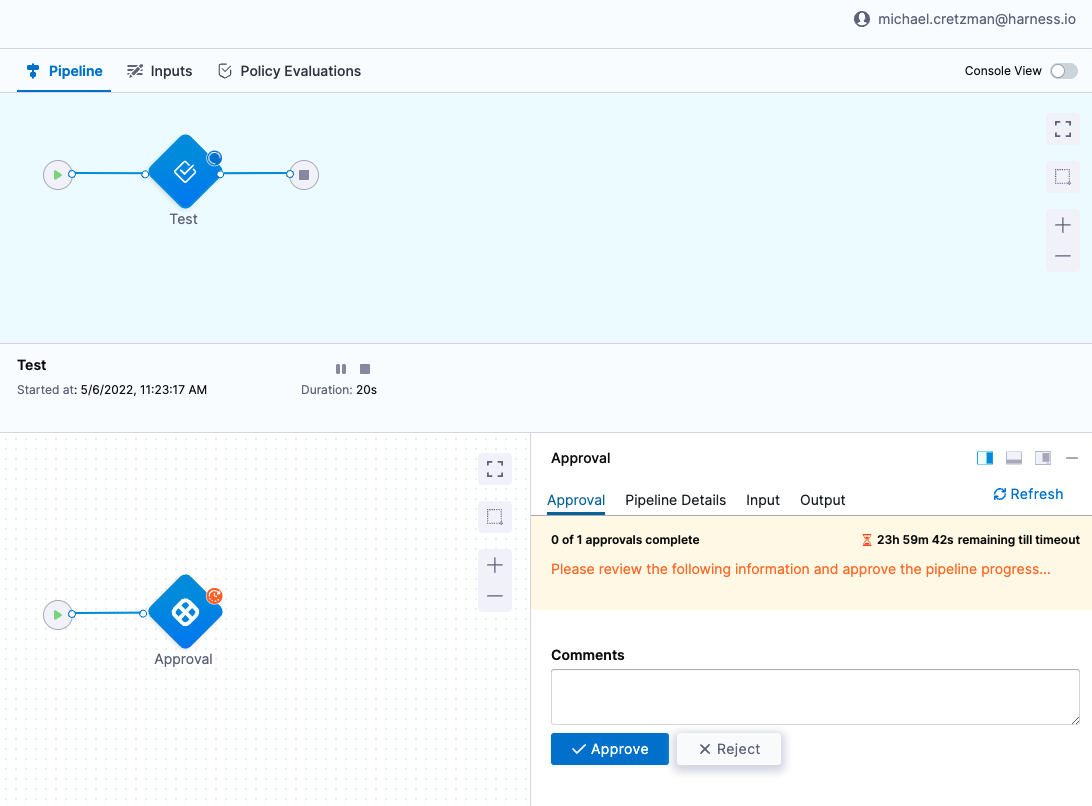 michael.cretzman@harness.io
Pipeline Inputs Policy Evaluations Console View
Test
Test
Started at: 5/6/2022, 11:23:17 AM Duration: 20s
Approval
Approval Pipeline Details Input Output Refresh
0 of 1 approvals complete 23h 59m 42s remaining till timeout
Please review the following information and approve the pipeline progress...
Approval
Comments
Approve Reject